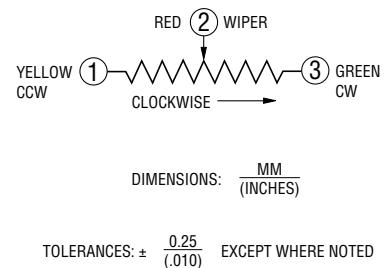 RED 2 WIPER
YELLOW 1 3 GREEN
CCW CW
CLOCKWISE
DIMENSIONS: MM
(INCHES)
TOLERANCES: ± 0.25
(.010) EXCEPT WHERE NOTED